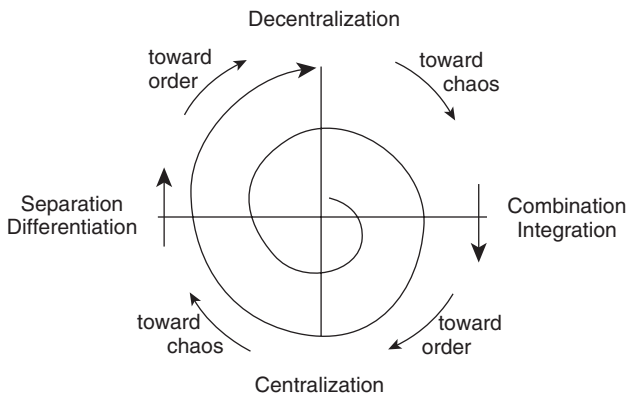 Decentralization
toward
order
toward
chaos
Separation
Differentiation
Combination
Integration
toward
chaos
toward
order
Centralization